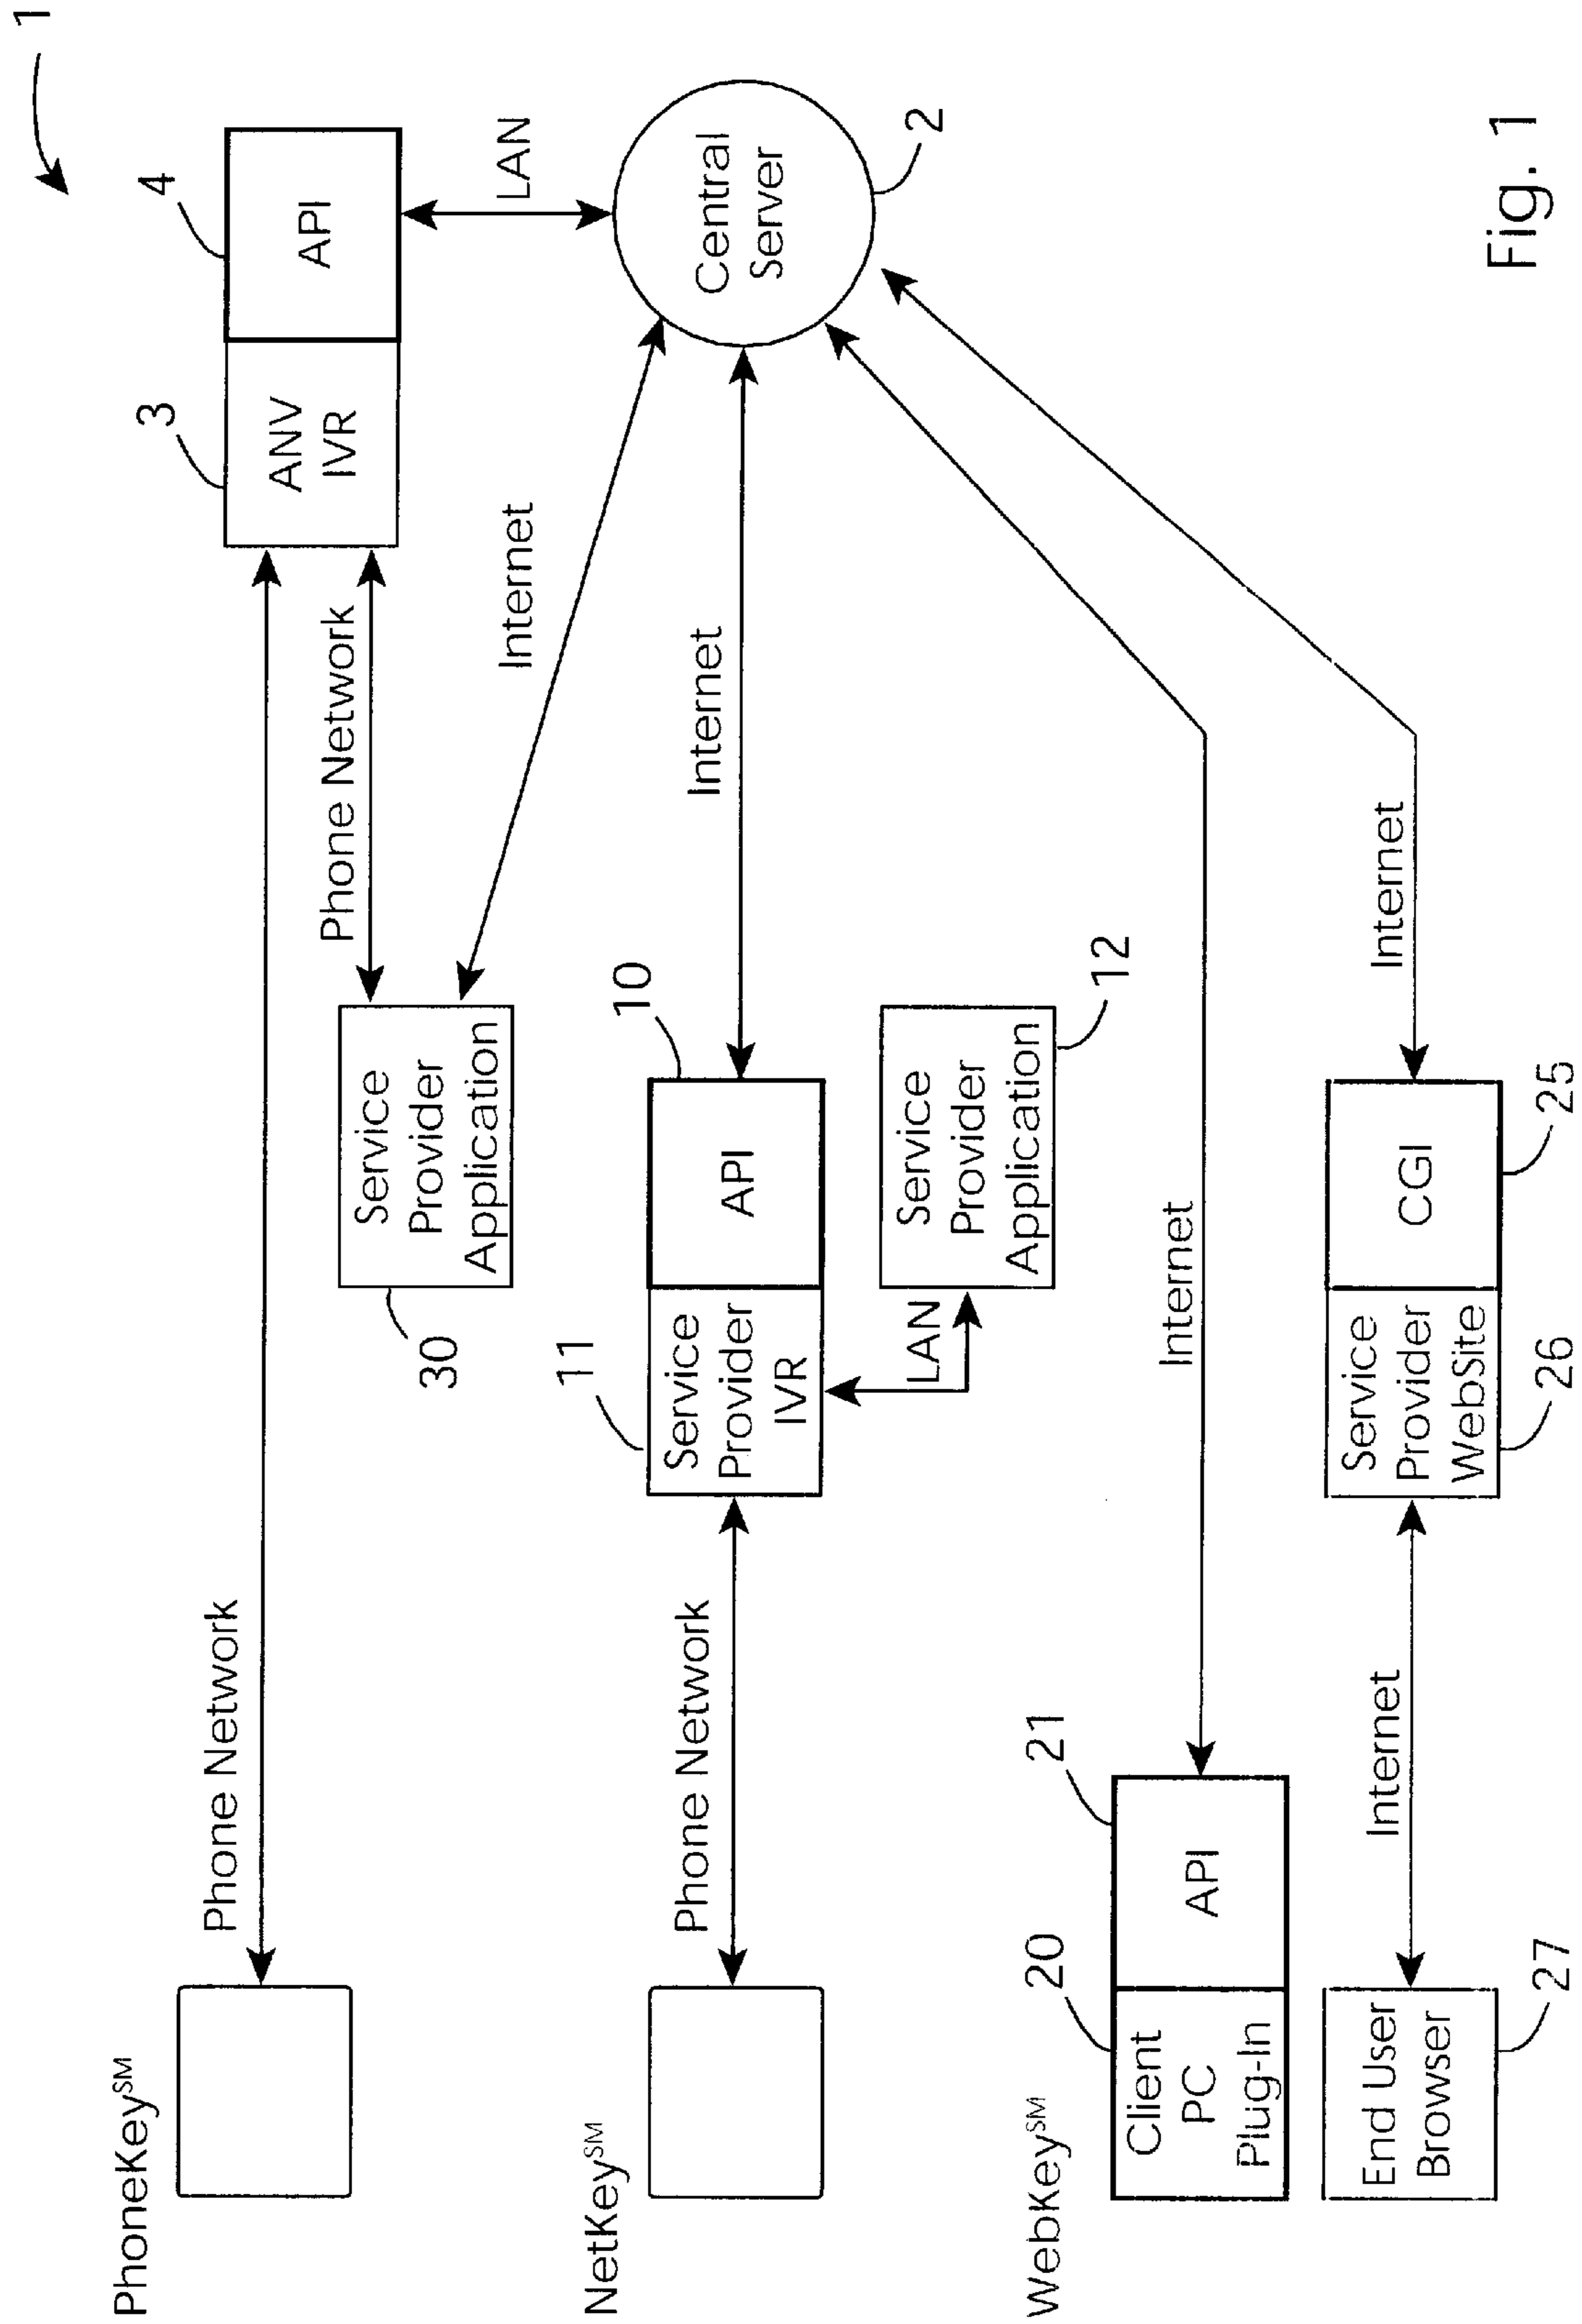 1
PhoneKey℠
Phone Network
3
4
ANV
IVR
API
Phone Network
LAN
30
Service
Provider
Application
Internet
Central
Server
2
NetKey℠
Phone Network
11
10
Service
Provider
IVR
API
Internet
LAN
Service
Provider
Application
12
WebKey℠
20
21
Client
PC
Plug-In
API
Internet
End User
Browser
27
Internet
Service
Provider
WebSite
26
CGI
25
Internet
Fig. 1